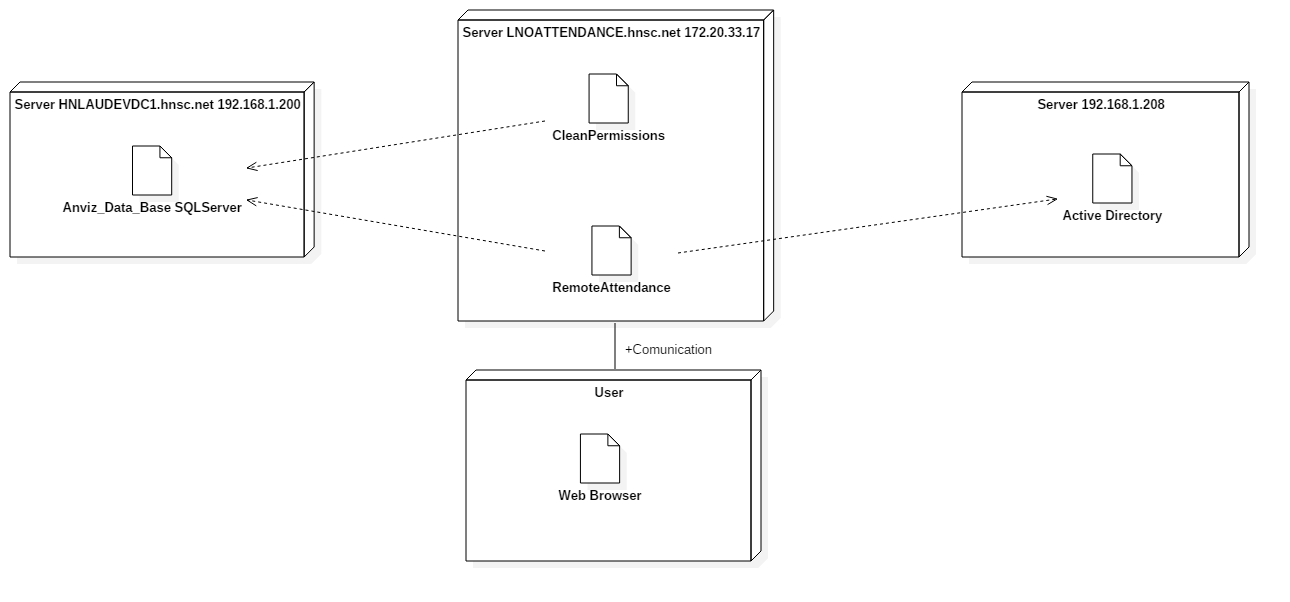 Server LNOATTENDANCE.hnsc.net 172.20.33.17
CleanPermissions
RemoteAttendance
Server HNLAUDEVDC1.hnsc.net 192.168.1.200
Anviz_Data_Base SQLServer
Server 192.168.1.208
Active Directory
+Comunication
User
Web Browser